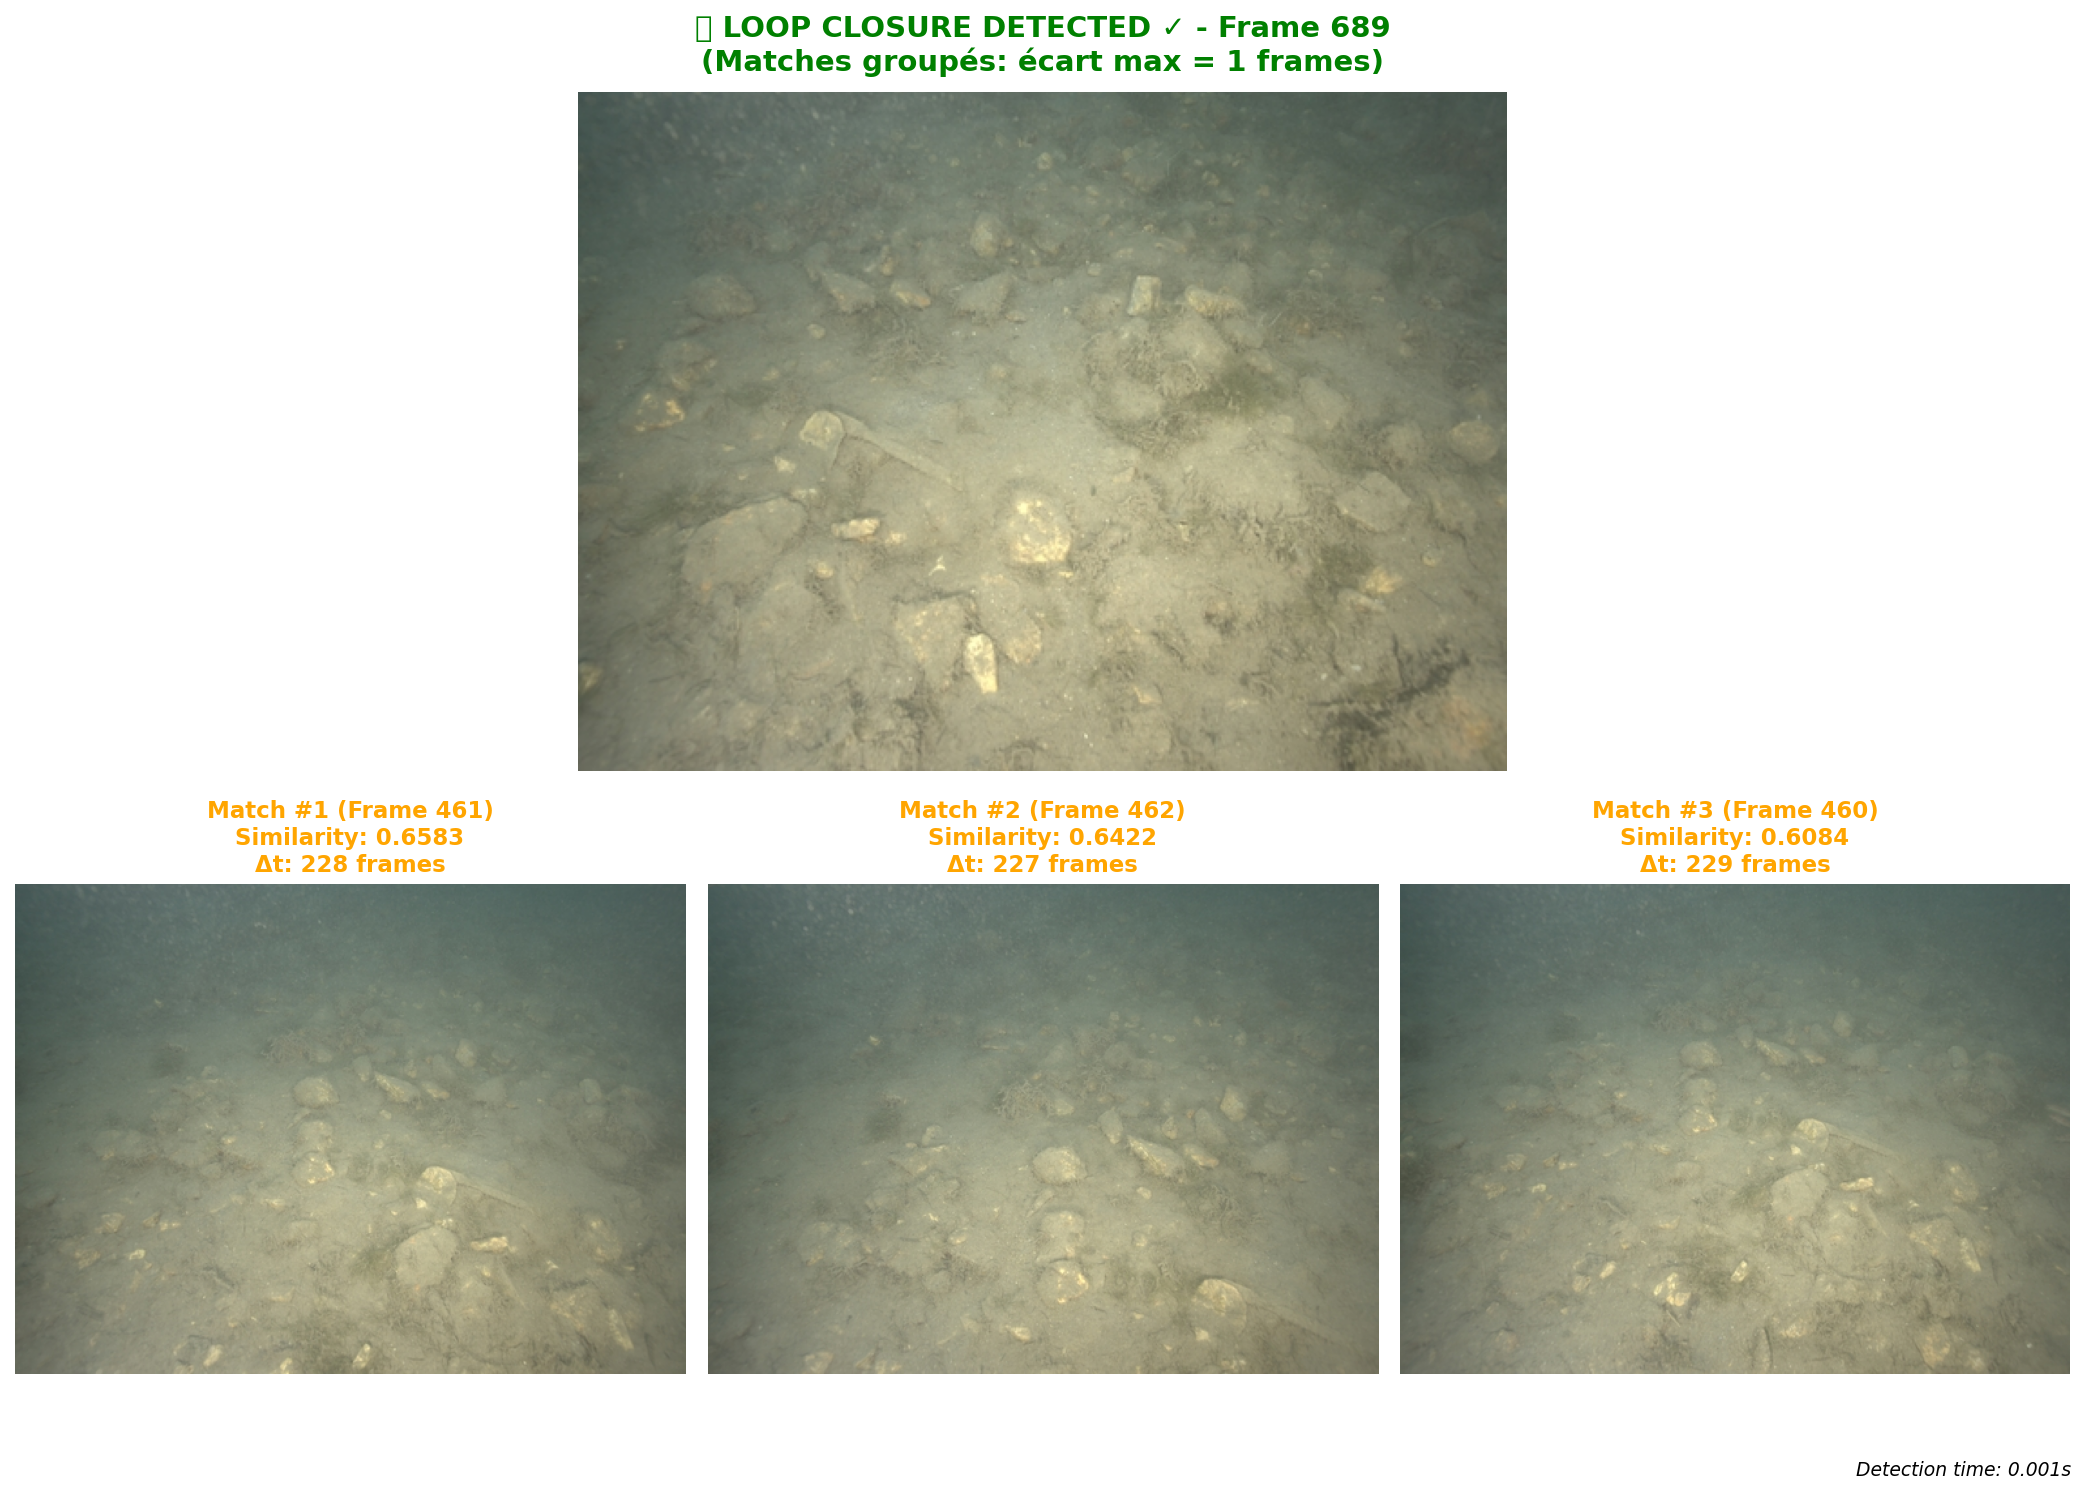 LOOP CLOSURE DETECTED ✓ - Frame 689
(Matches groupés: écart max = 1 frames)
Match #1 (Frame 461)
Similarity: 0.6583
Δt: 228 frames
Match #2 (Frame 462)
Similarity: 0.6422
Δt: 227 frames
Match #3 (Frame 460)
Similarity: 0.6084
Δt: 229 frames
Detection time: 0.001s